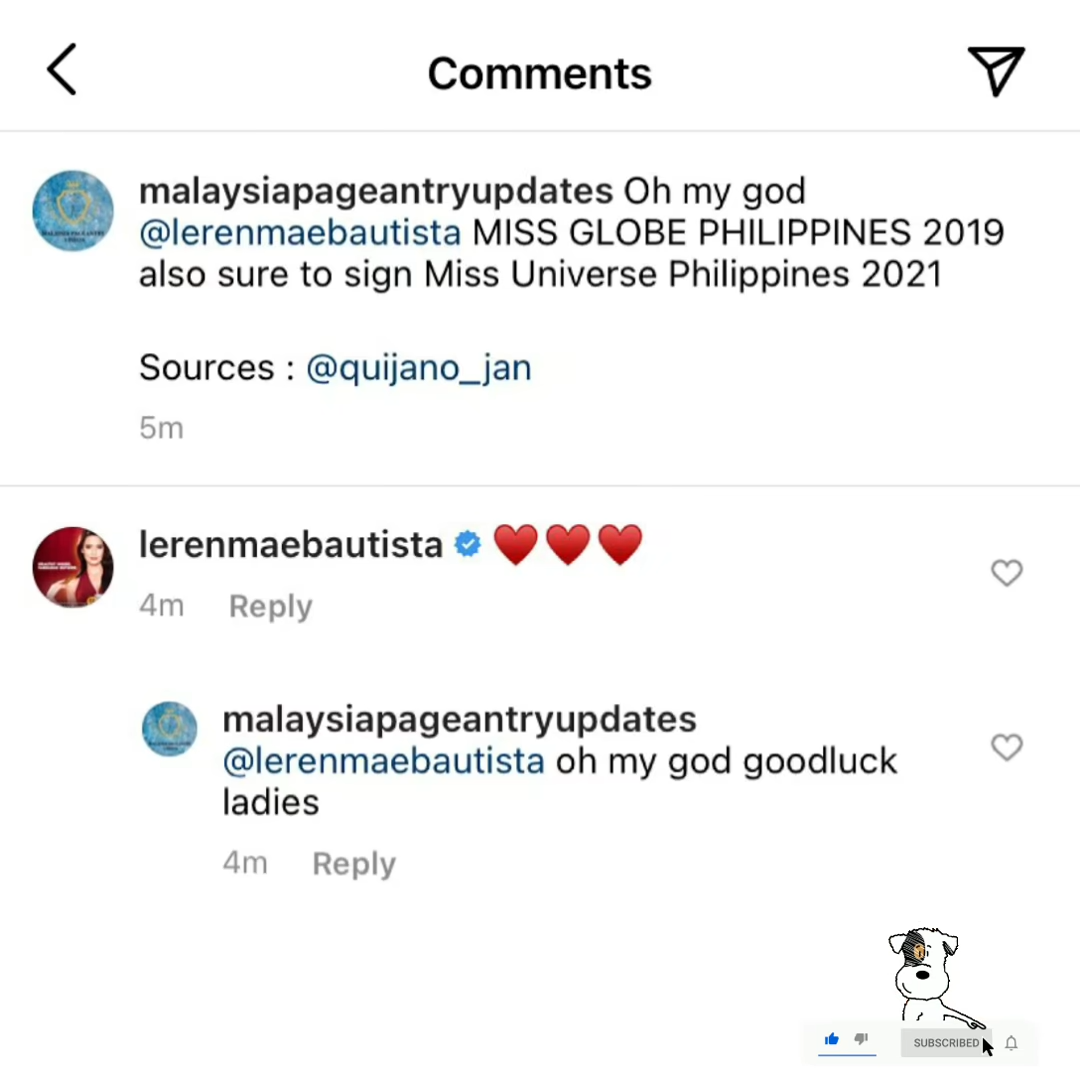 Comments
malaysiapageantryupdates Oh my god
@lerenmaebautista MISS GLOBE PHILIPPINES 2019
also sure to sign Miss Universe Philippines 2021
Sources : @quijano_jan
5m
lerenmaebautista ♥️♥️♥️
4m Reply
malaysiapageantryupdates
@lerenmaebautista oh my god goodluck
ladies
4m Reply
SUBSCRIBED